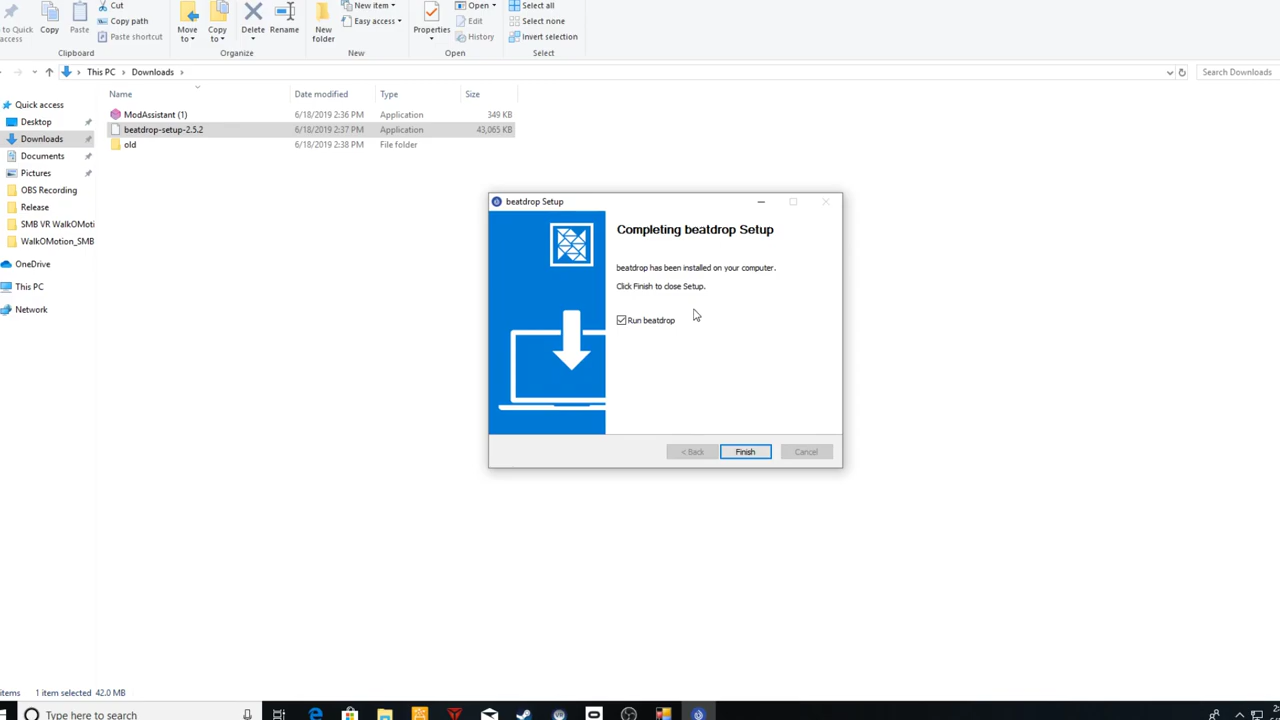 Cut
Copy path
Paste shortcut
to Quick
access
Copy
Paste
Clipboard
Move
to
Copy
to
Delete
Rename
Organize
New item
Easy access
New
folder
New
Properties
Open
Edit
History
Open
Select all
Select none
Invert selection
Select
This PC
Downloads
Search Downloads
Name
Date modified
Type
Size
ModAssistant (1) 6/18/2019 2:36 PM Application 349 KB
beatdrop-setup-2.5.2 6/18/2019 2:37 PM Application 43,065 KB
old 6/18/2019 2:38 PM File folder
Quick access
Desktop
Downloads
Documents
Pictures
OBS Recording
Release
SMB VR WalkOMoti
WalkOMotion_SMB
OneDrive
This PC
Network
beatdrop Setup
Completing beatdrop Setup
beatdrop has been installed on your computer.
Click Finish to close Setup.
Run beatdrop
< Back
Finish
Cancel
items 1 item selected 42.0 MB
Type here to search